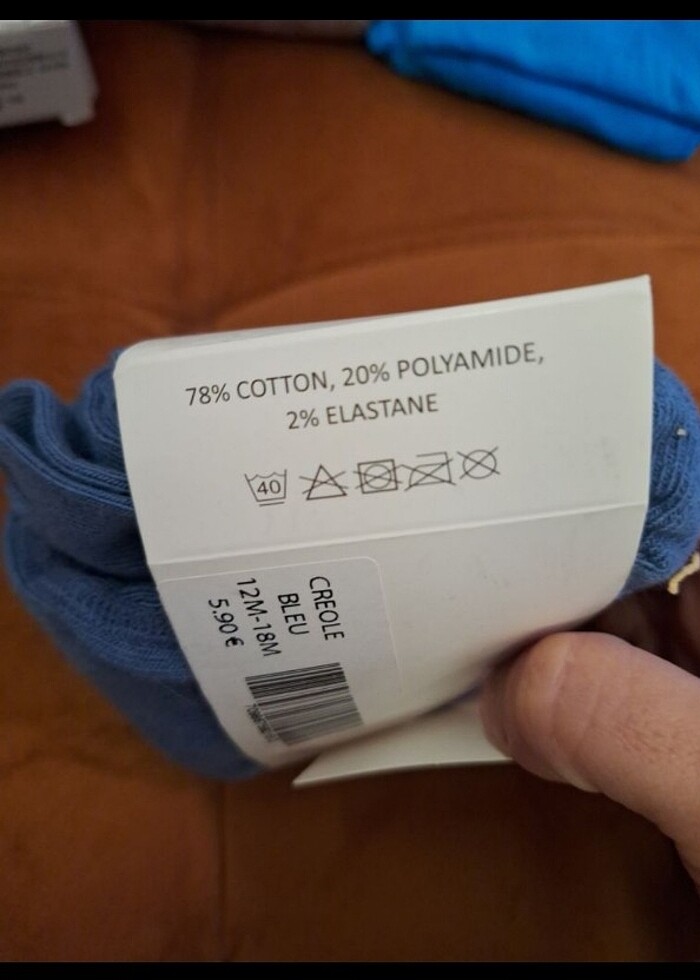 78% COTTON, 20% POLYAMIDE,
2% ELASTANE
40
CREOLE
BLEU
12M-18M
5.90 €